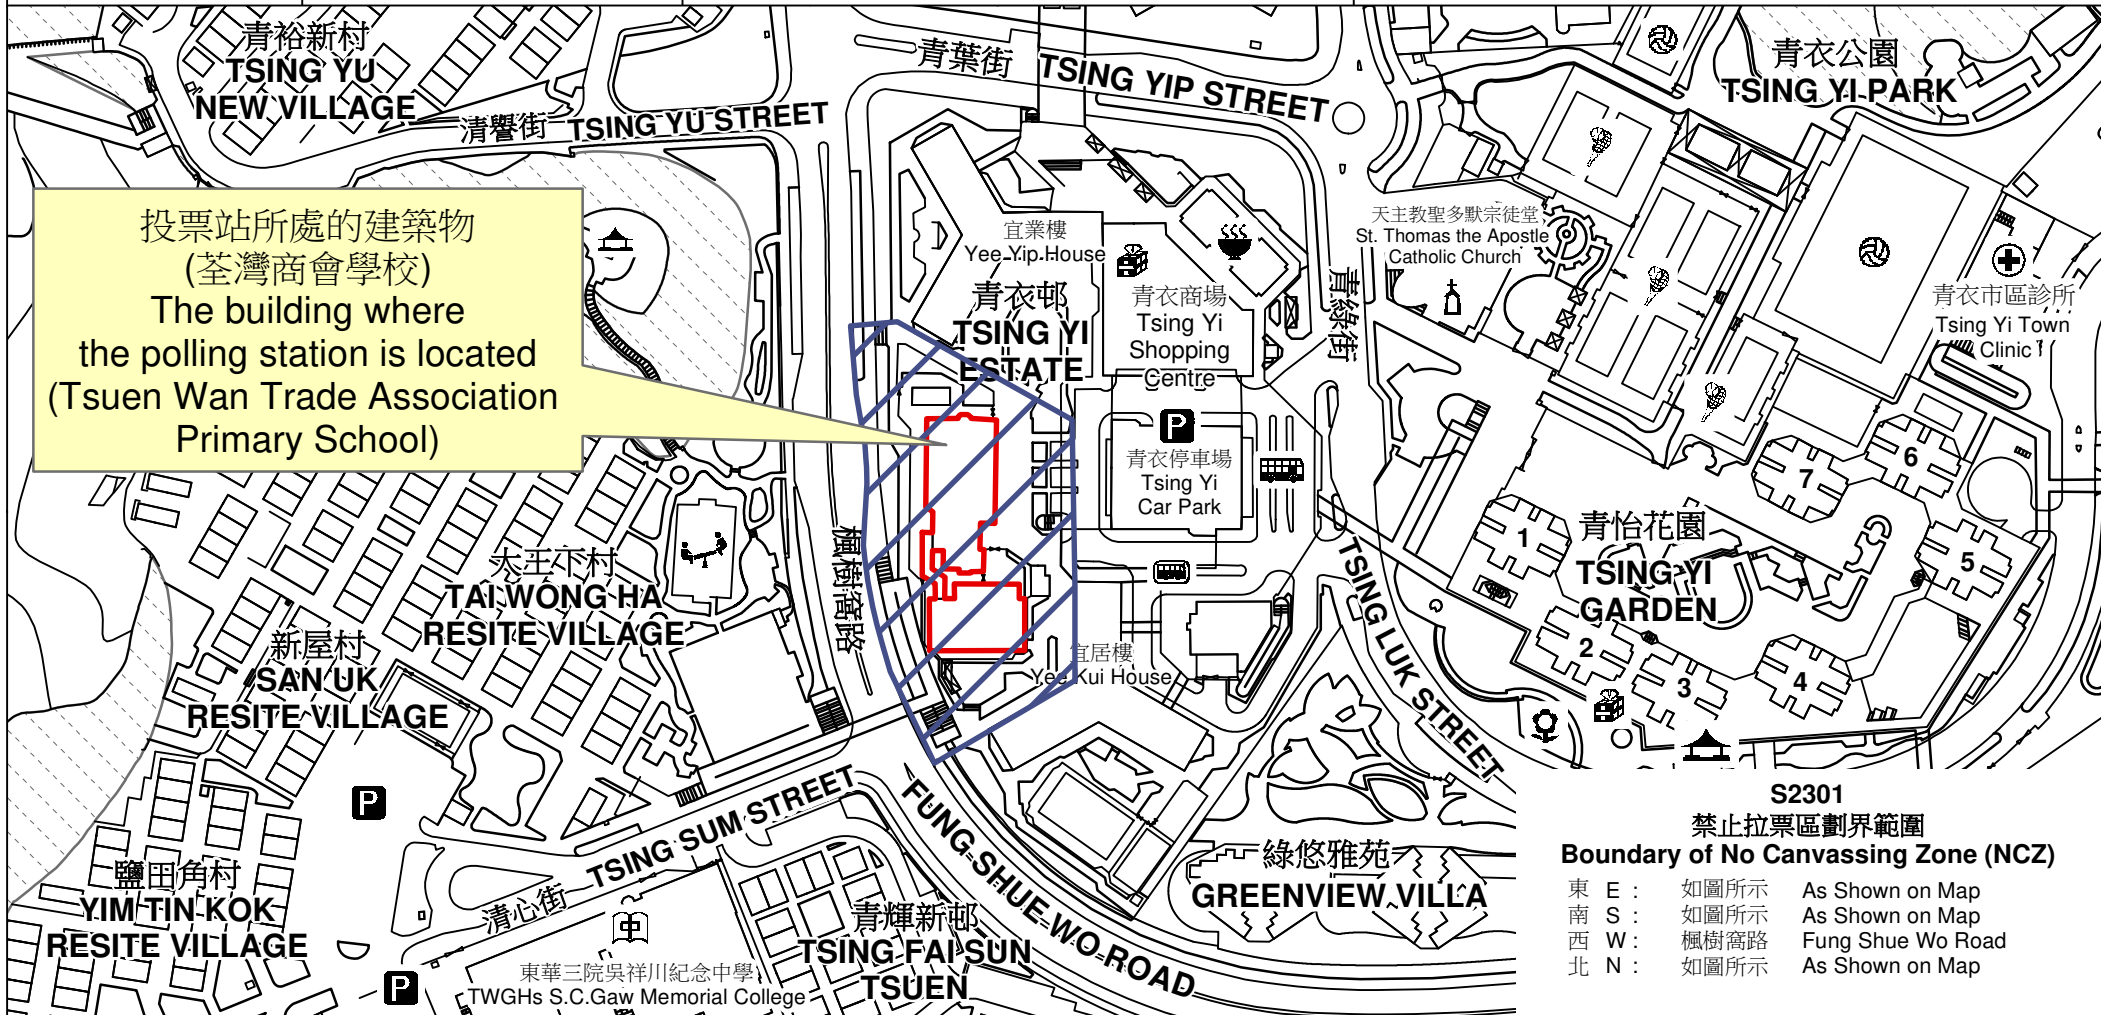 青裕新村
TSING YU
NEW VILLAGE
清譽街 TSING YU STREET
青葉街 TSING YIP STREET
青衣公園
TSING YI PARK
投票站所處的建築物
(荃灣商會學校)
The building where
the polling station is located
(Tsuen Wan Trade Association
Primary School)
宜業樓
Yee Yip House
青衣邨
TSING YI
ESTATE
青衣商場
Tsing Yi
Shopping
Centre
青綠街
天主教聖多默宗徒堂
St. Thomas the Apostle
Catholic Church
青衣市區診所
Tsing Yi Town
Clinic
P
青衣停車場
Tsing Yi
Car Park
楓樹窩路
大王下村
TAI WONG HA
RESITE VILLAGE
新屋村
SAN UK
RESITE VILLAGE
宜居樓
Yee Kui House
TSING LUK STREET
青怡花園
TSING YI
GARDEN
1
2
3
4
5
6
7
P
鹽田角村
YIM TIN KOK
RESITE VILLAGE
P
清心街 TSING SUM STREET
中
東華三院吳祥川紀念中學
TWGHs S.C.Gaw Memorial College
青輝新邨
TSING FAI SUN
TSUEN
FUNG SHUE WO ROAD
綠悠雅苑
GREENVIEW VILLA
S2301
禁止拉票區劃界範圍
Boundary of No Canvassing Zone (NCZ)
東 E : 如圖所示 As Shown on Map
南 S : 如圖所示 As Shown on Map
西 W : 楓樹窩路 Fung Shue Wo Road
北 N : 如圖所示 As Shown on Map